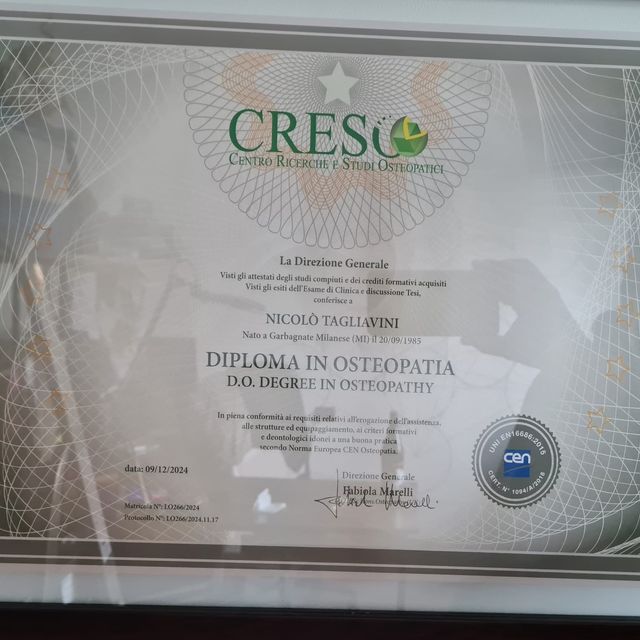 CRESO
CENTRO RICERCHE E STUDI OSTEOPATICI
La Direzione Generale
Visti gli attestati degli studi compiuti e dei crediti formativi acquisiti
Visti gli esiti dell'Esame di Clinica e discussione Tesi,
conferisce a
NICOLÒ TAGLIAVINI
Nato a Garbagnate Milanese (MI) il 20/09/1985
DIPLOMA IN OSTEOPATIA
D.O. DEGREE IN OSTEOPATHY
In piena conformità ai requisiti relativi all'erogazione dell'assistenza,
alle strutture ed equipaggiamento, ai criteri formativi
e deontologici idonei a una buona pratica
secondo Norma Europea CEN Osteopatia.
data: 09/12/2024
Direzione Generale
Fabiola Marelli
Matricola N°: LO266/2024
Protocollo N°: LO266/2024.11.17
UNI EN16686:2015
cen
CERT. N° 1094/A/2016